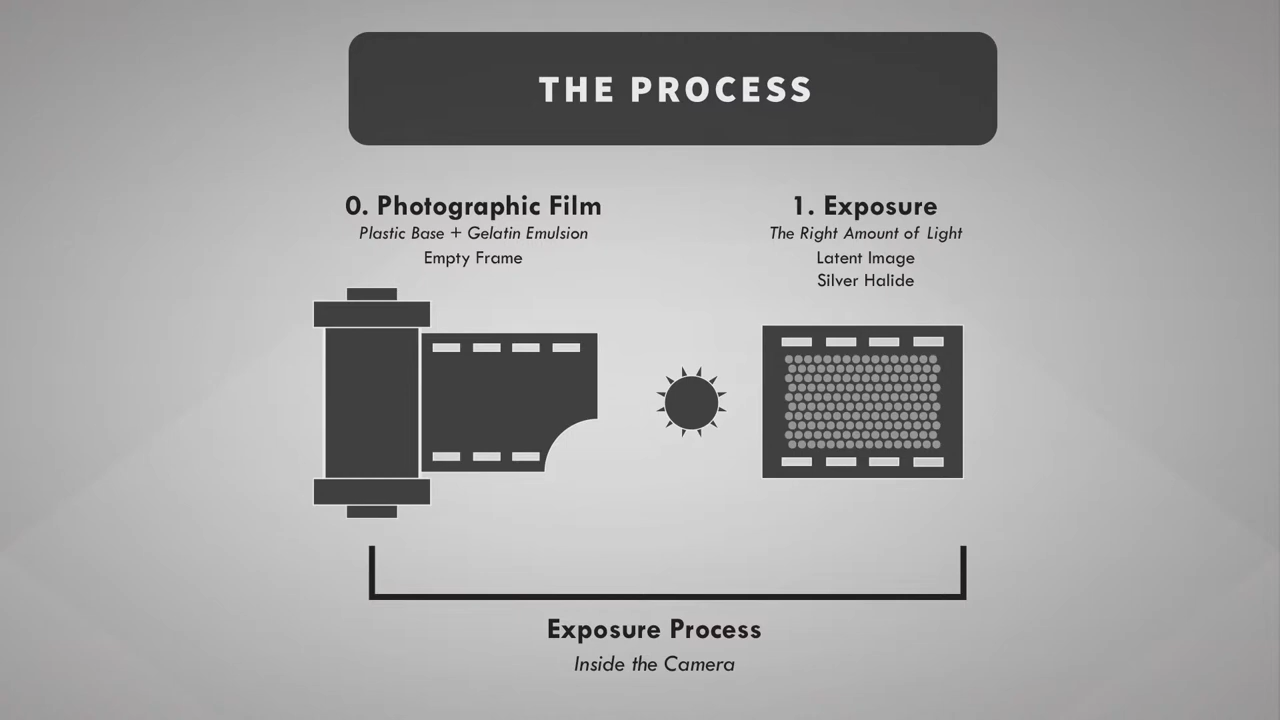 THE PROCESS
0. Photographic Film
Plastic Base + Gelatin Emulsion
Empty Frame
1. Exposure
The Right Amount of Light
Latent Image
Silver Halide
Exposure Process
Inside the Camera